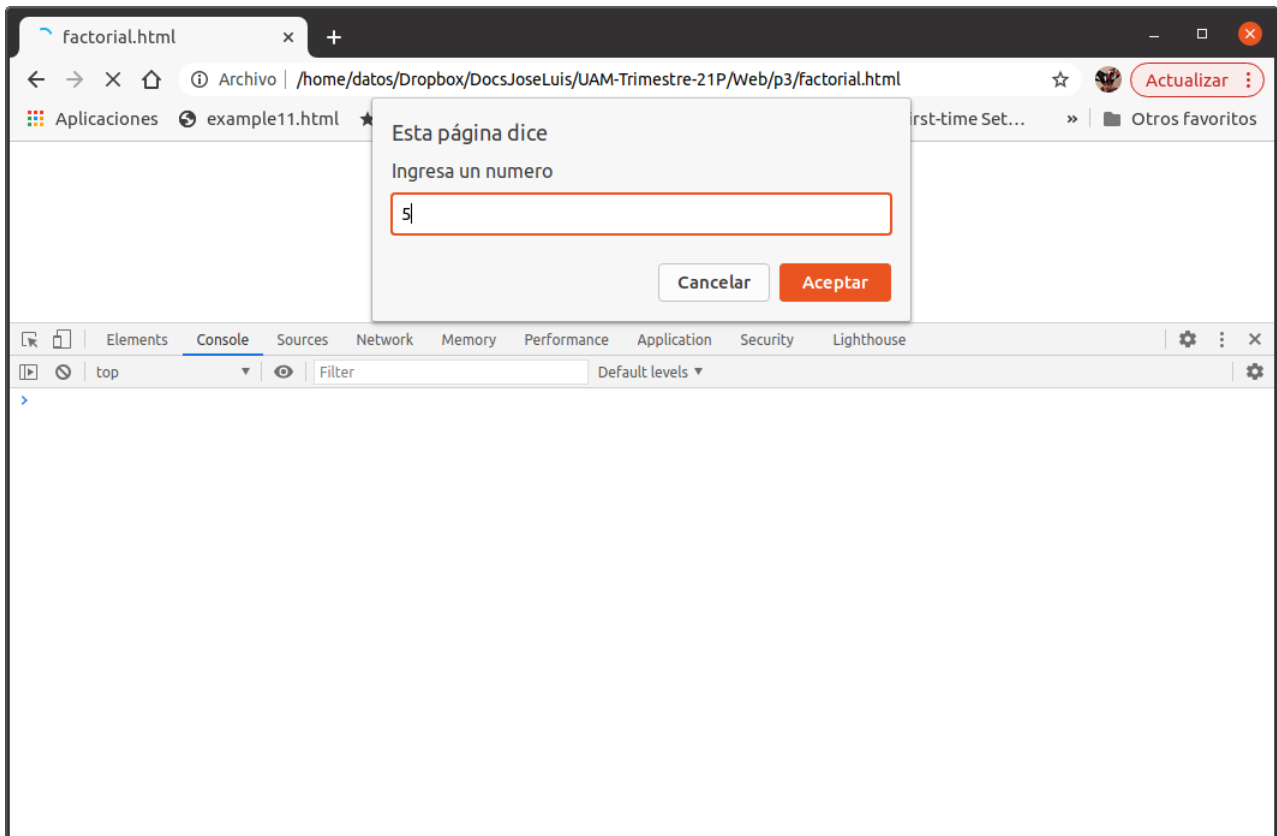 factorial.html
Archivo /home/datos/Dropbox/DocsJoseLuis/UAM-Trimestre-21P/Web/p3/factorial.html
Actualizar
Aplicaciones example11.html irst-time Set… » Otros favoritos
Esta página dice
Ingresa un numero
5
Cancelar Aceptar
Elements Console Sources Network Memory Performance Application Security Lighthouse
top Filter Default levels